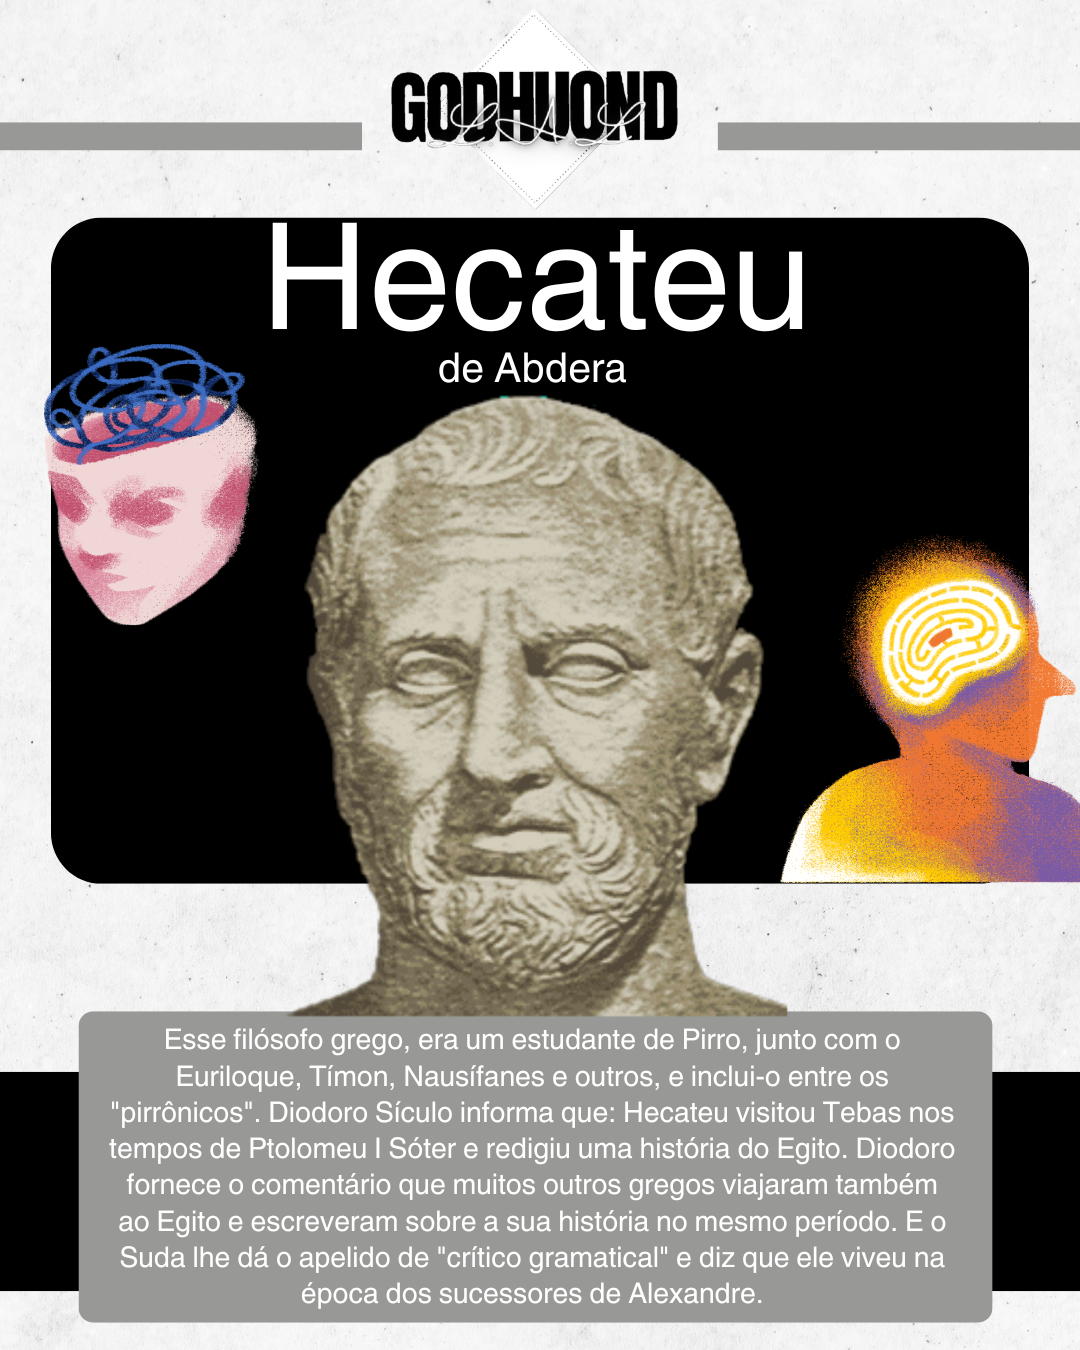 GODHUOND
L.A.L
Hecateu
de Abdera
Esse filósofo grego, era um estudante de Pirro, junto com o
Euriloque, Tímon, Nausífanes e outros, e inclui-o entre os
"pirrônicos". Diodoro Sículo informa que: Hecateu visitou Tebas nos
tempos de Ptolomeu I Sóter e redigiu uma história do Egito. Diodoro
fornece o comentário que muitos outros gregos viajaram também
ao Egito e escreveram sobre a sua história no mesmo período. E o
Suda lhe dá o apelido de "crítico gramatical" e diz que ele viveu na
época dos sucessores de Alexandre.